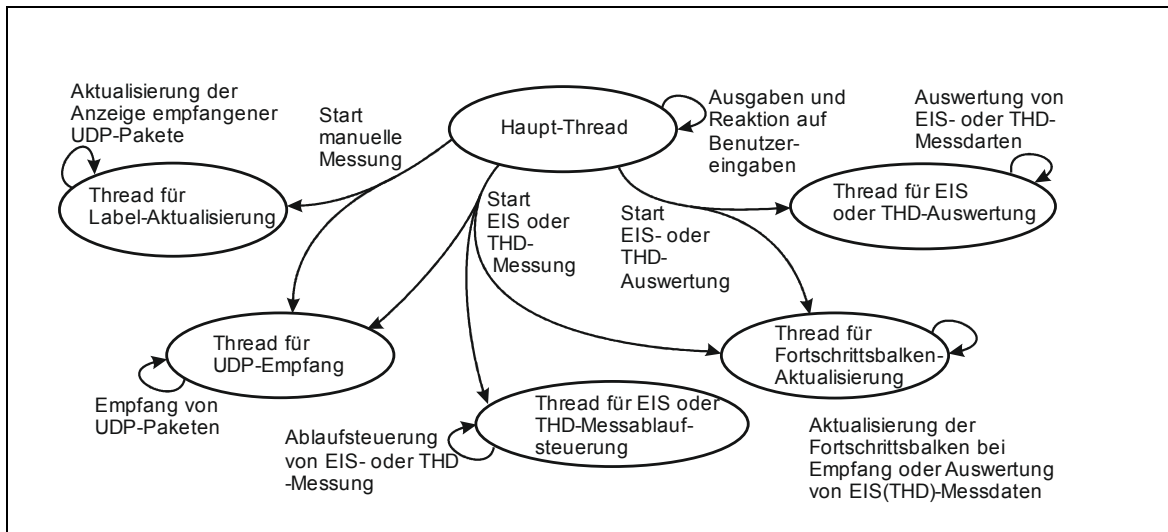 Aktualisierung der
Anzeige empfangener
UDP-Pakete
Start
manuelle
Messung
Haupt-Thread
Ausgaben und
Reaktion auf
Benutzer-
eingaben
Auswertung von
EIS- oder THD-
Messdarten
Thread für
Label-Aktualisierung
Start
EIS oder
THD-
Messung
Start
EIS- oder
THD-
Auswertung
Thread für EIS
oder THD-Auswertung
Thread für
UDP-Empfang
Thread für
Fortschrittsbalken-
Aktualisierung
Empfang von
UDP-Paketen
Ablaufsteuerung
von EIS- oder THD
-Messung
Thread für EIS oder
THD-Messablauf-
steuerung
Aktualisierung der
Fortschrittsbalken bei
Empfang oder Auswertung
von EIS(THD)-Messdaten